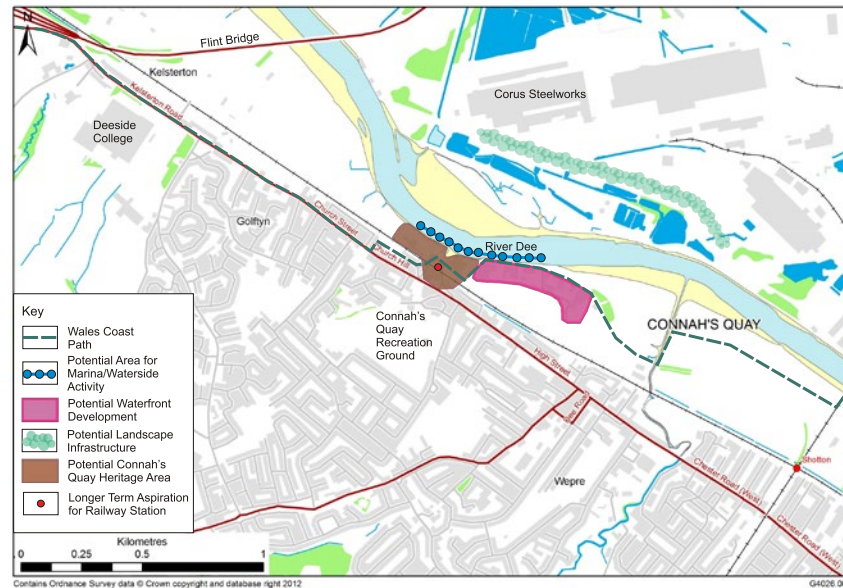 N
Flint Bridge
Kelsterton
Kelsterton Road
Deeside
College
Corus Steelworks
Golftyn
Church Street
Church Hill
River Dee
Connah's
Quay
Recreation
Ground
CONNAH'S QUAY
High Street
Wepre
Shotton
Chester Road (West)
Chester Road (West)
Key
Wales Coast
Path
Potential Area for
Marina/Waterside
Activity
Potential Waterfront
Development
Potential Landscape
Infrastructure
Potential Connah's
Quay Heritage Area
Longer Term Aspiration
for Railway Station
Kilometres
0 0.25 0.5 1
Contains Ordnance Survey data © Crown copyright and database right 2012